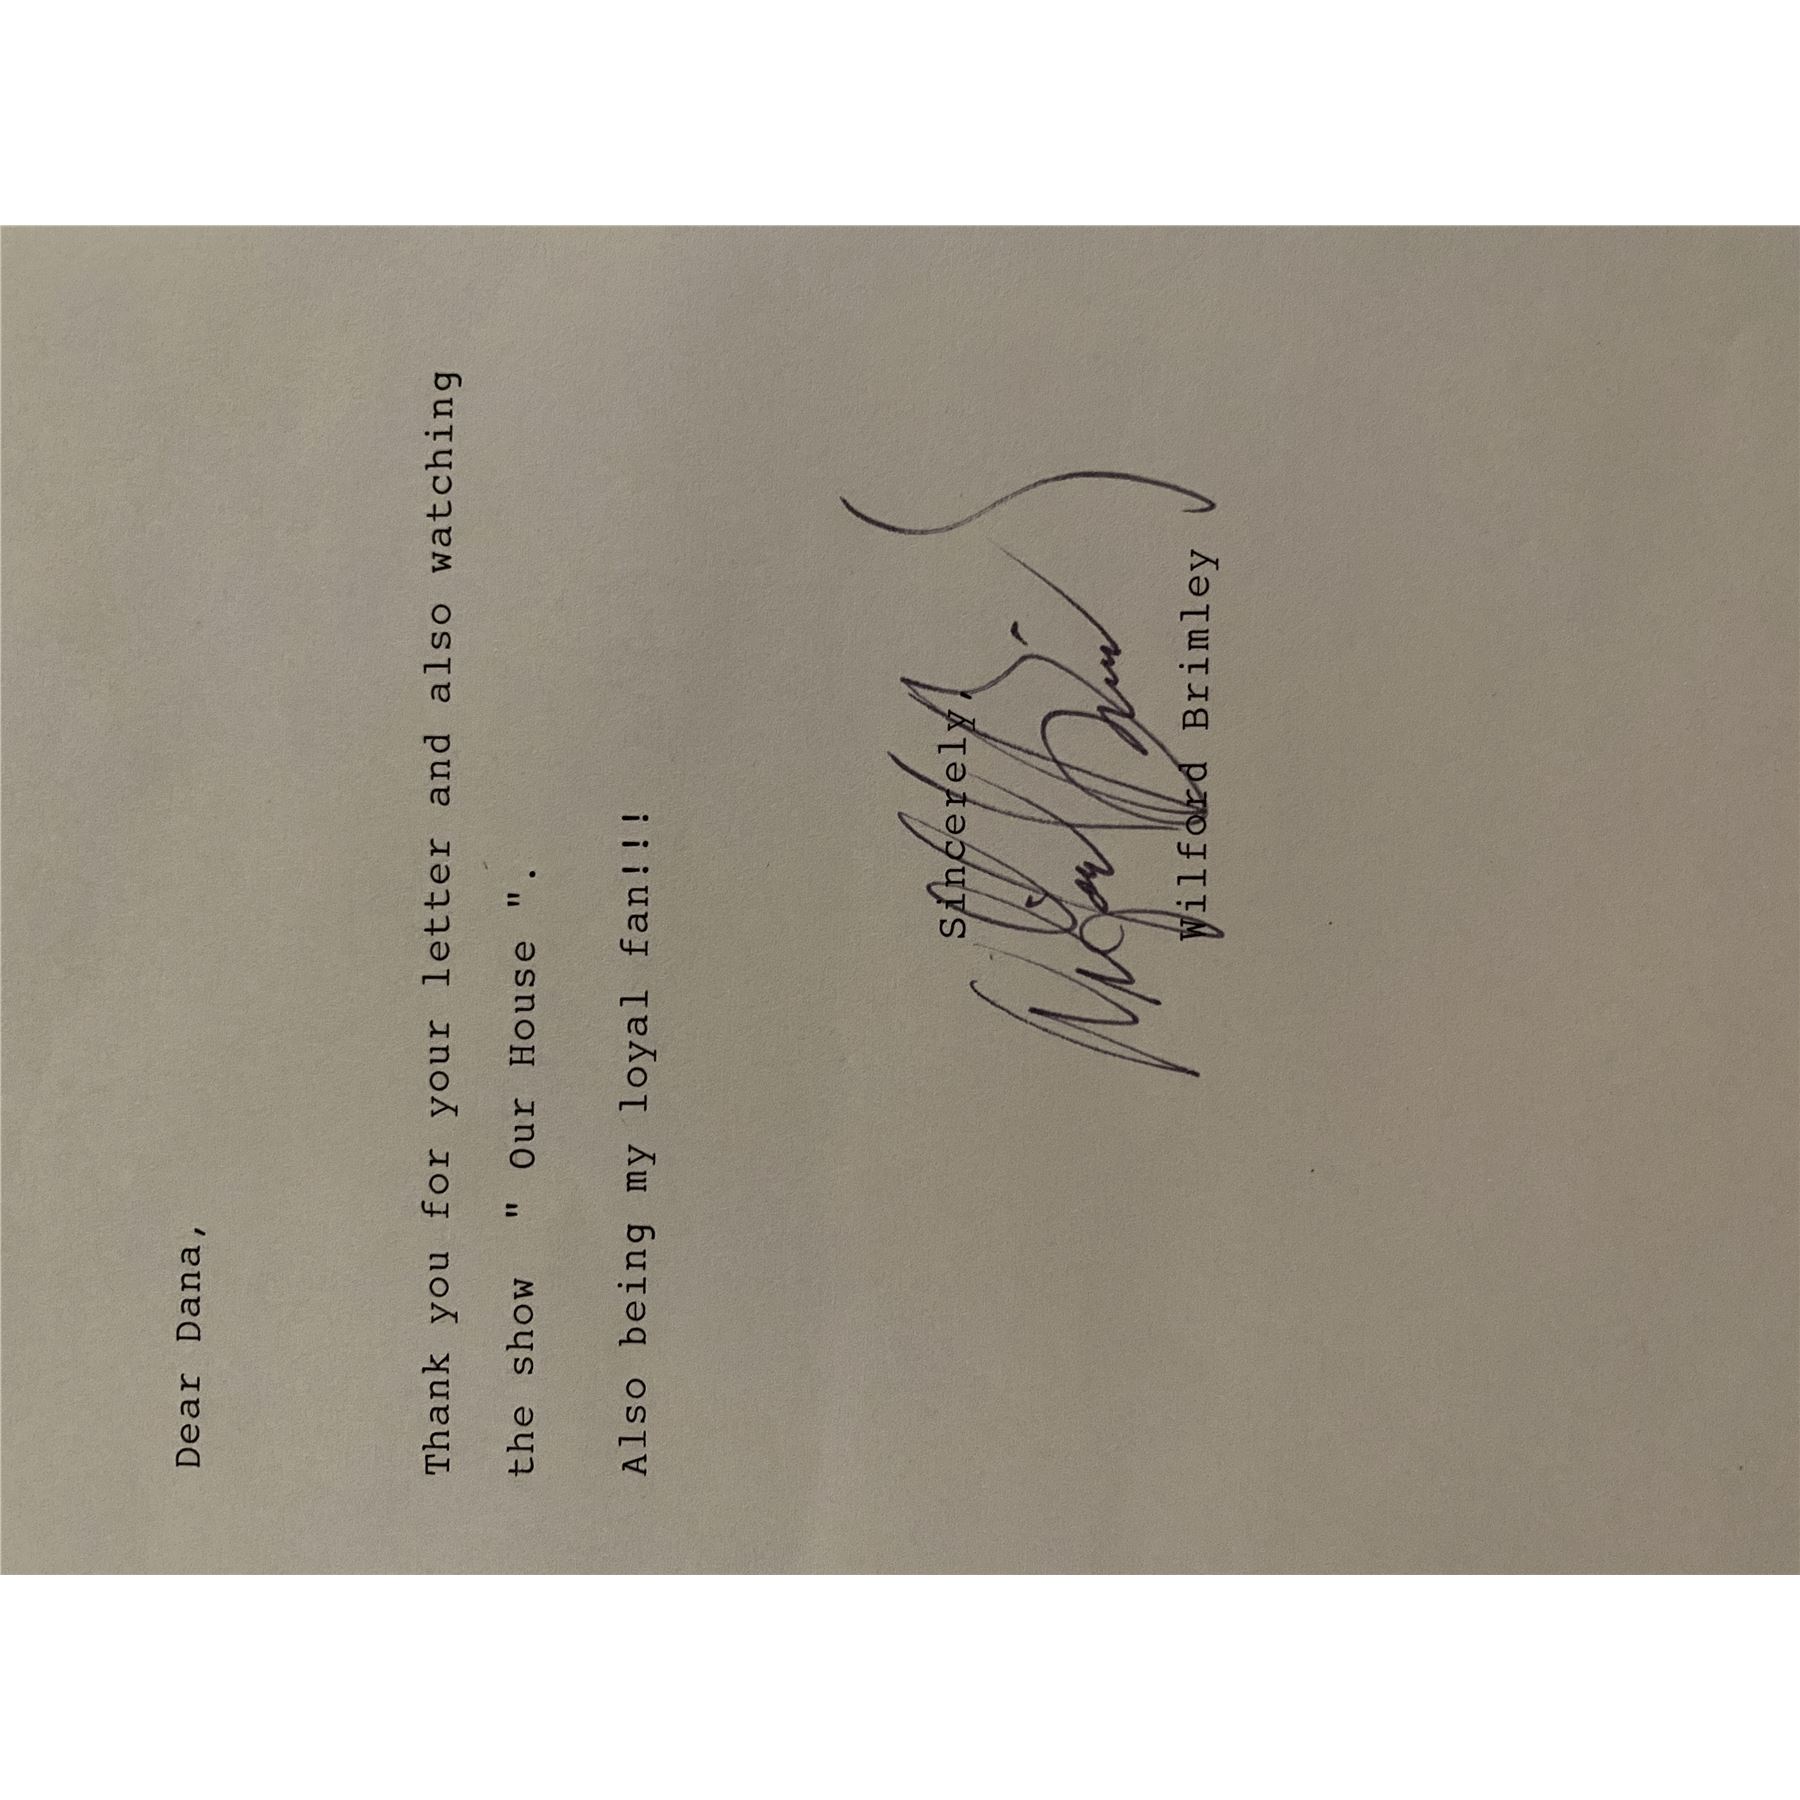 Dear Dana,
Thank you for your letter and also watching
the show " Our House ".
Also being my loyal fan!!!
Sincerely,
Wilford Brimley